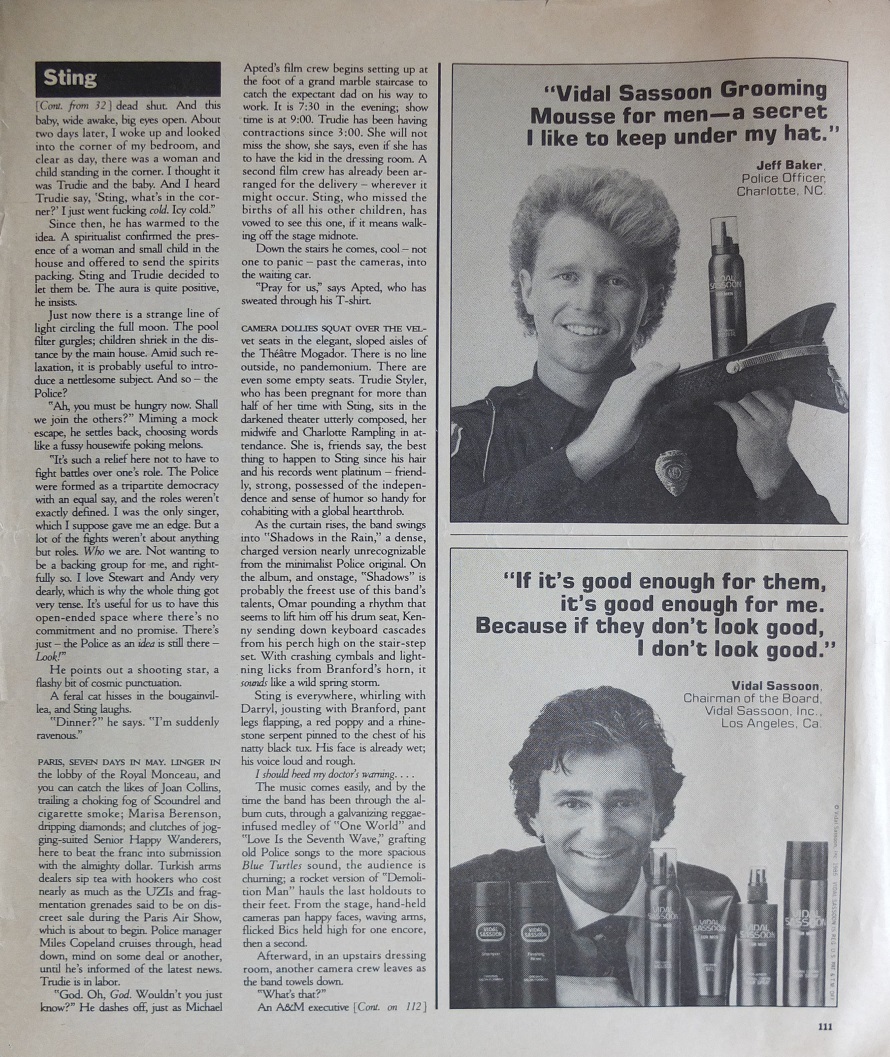 Sting
[Cont. from 32] dead shut. And this
baby, wide awake, big eyes open. About
two days later, I woke up and looked
into the corner of my bedroom, and
clear as day, there was a woman and
child standing in the corner. I thought it
was Trudie and the baby. And I heard
Trudie say, 'Sting, what's in the cor-
ner?' I just went fucking cold. Icy cold."
Since then, he has warmed to the
idea. A spiritualist confirmed the pres-
ence of a woman and small child in the
house and offered to send the spirits
packing. Sting and Trudie decided to
let them be. The aura is quite positive,
he insists.
Just now there is a strange line of
light circling the full moon. The pool
filter gurgles; children shriek in the dis-
tance by the main house. Amid such re-
laxation, it is probably useful to intro-
duce a nettlesome subject. And so – the
Police?
"Ah, you must be hungry now. Shall
we join the others?" Miming a mock
escape, he settles back, choosing words
like a fussy housewife poking melons.
"It's such a relief here not to have to
fight battles over one's role. The Police
were formed as a tripartite democracy
with an equal say, and the roles weren't
exactly defined. I was the only singer,
which I suppose gave me an edge. But a
lot of the fights weren't about anything
but roles. Who we are. Not wanting to
be a backing group for me, and right-
fully so. I love Stewart and Andy very
dearly, which is why the whole thing got
very tense. It's useful for us to have this
open-ended space where there's no
commitment and no promise. There's
just – the Police as an idea is still there –
Look!"
He points out a shooting star, a
flashy bit of cosmic punctuation.
A feral cat hisses in the bougainvil-
lea, and Sting laughs.
"Dinner?" he says. "I'm suddenly
ravenous."
PARIS, SEVEN DAYS IN MAY. LINGER IN
the lobby of the Royal Monceau, and
you can catch the likes of Joan Collins,
trailing a choking fog of Scoundrel and
cigarette smoke; Marisa Berenson,
dripping diamonds; and clutches of jog-
ging-suited Senior Happy Wanderers,
here to beat the franc into submission
with the almighty dollar. Turkish arms
dealers sip tea with hookers who cost
nearly as much as the UZIs and frag-
mentation grenades said to be on dis-
creet sale during the Paris Air Show,
which is about to begin. Police manager
Miles Copeland cruises through, head
down, mind on some deal or another,
until he's informed of the latest news.
Trudie is in labor.
"God. Oh, God. Wouldn't you just
know?" He dashes off, just as Michael
Apted's film crew begins setting up at
the foot of a grand marble staircase to
catch the expectant dad on his way to
work. It is 7:30 in the evening; show
time is at 9:00. Trudie has been having
contractions since 3:00. She will not
miss the show, she says, even if she has
to have the kid in the dressing room. A
second film crew has already been ar-
ranged for the delivery – wherever it
might occur. Sting, who missed the
births of all his other children, has
vowed to see this one, if it means walk-
ing off the stage midnote.
Down the stairs he comes, cool – not
one to panic – past the cameras, into
the waiting car.
"Pray for us," says Apted, who has
sweated through his T-shirt.
CAMERA DOLLIES SQUAT OVER THE VEL-
vet seats in the elegant, sloped aisles of
the Théâtre Mogador. There is no line
outside, no pandemonium. There are
even some empty seats. Trudie Styler,
who has been pregnant for more than
half of her time with Sting, sits in the
darkened theater utterly composed, her
midwife and Charlotte Rampling in at-
tendance. She is, friends say, the best
thing to happen to Sting since his hair
and his records went platinum – friend-
ly, strong, possessed of the indepen-
dence and sense of humor so handy for
cohabiting with a global heartthrob.
As the curtain rises, the band swings
into "Shadows in the Rain," a dense,
charged version nearly unrecognizable
from the minimalist Police original. On
the album, and onstage, "Shadows" is
probably the freest use of this band's
talents, Omar pounding a rhythm that
seems to lift him off his drum seat, Ken-
ny sending down keyboard cascades
from his perch high on the stair-step
set. With crashing cymbals and light-
ning licks from Branford's horn, it
sounds like a wild spring storm.
Sting is everywhere, whirling with
Darryl, jousting with Branford, pant
legs flapping, a red poppy and a rhine-
stone serpent pinned to the chest of his
natty black tux. His face is already wet;
his voice loud and rough.
I should heed my doctor's warning. . . .
The music comes easily, and by the
time the band has been through the al-
bum cuts, through a galvanizing reggae-
infused medley of "One World" and
"Love Is the Seventh Wave," grafting
old Police songs to the more spacious
Blue Turtles sound, the audience is
churning; a rocket version of "Demoli-
tion Man" hauls the last holdouts to
their feet. From the stage, hand-held
cameras pan happy faces, waving arms,
flicked Bics held high for one encore,
then a second.
Afterward, in an upstairs dressing
room, another camera crew leaves as
the band towels down.
"What's that?"
An A&M executive [Cont. on 112]
"Vidal Sassoon Grooming
Mousse for men—a secret
I like to keep under my hat."
Jeff Baker,
Police Officer,
Charlotte, NC.
VIDAL
SASSOON
"If it's good enough for them,
it's good enough for me.
Because if they don't look good,
I don't look good."
Vidal Sassoon,
Chairman of the Board,
Vidal Sassoon, Inc.,
Los Angeles, Ca.
VIDAL
SASSOON
VIDAL
SASSOON
VIDAL
SASSOON
VIDAL
SASSOON
FOR MEN
VIDAL
SASSOON
VIDAL
SASSOON
111